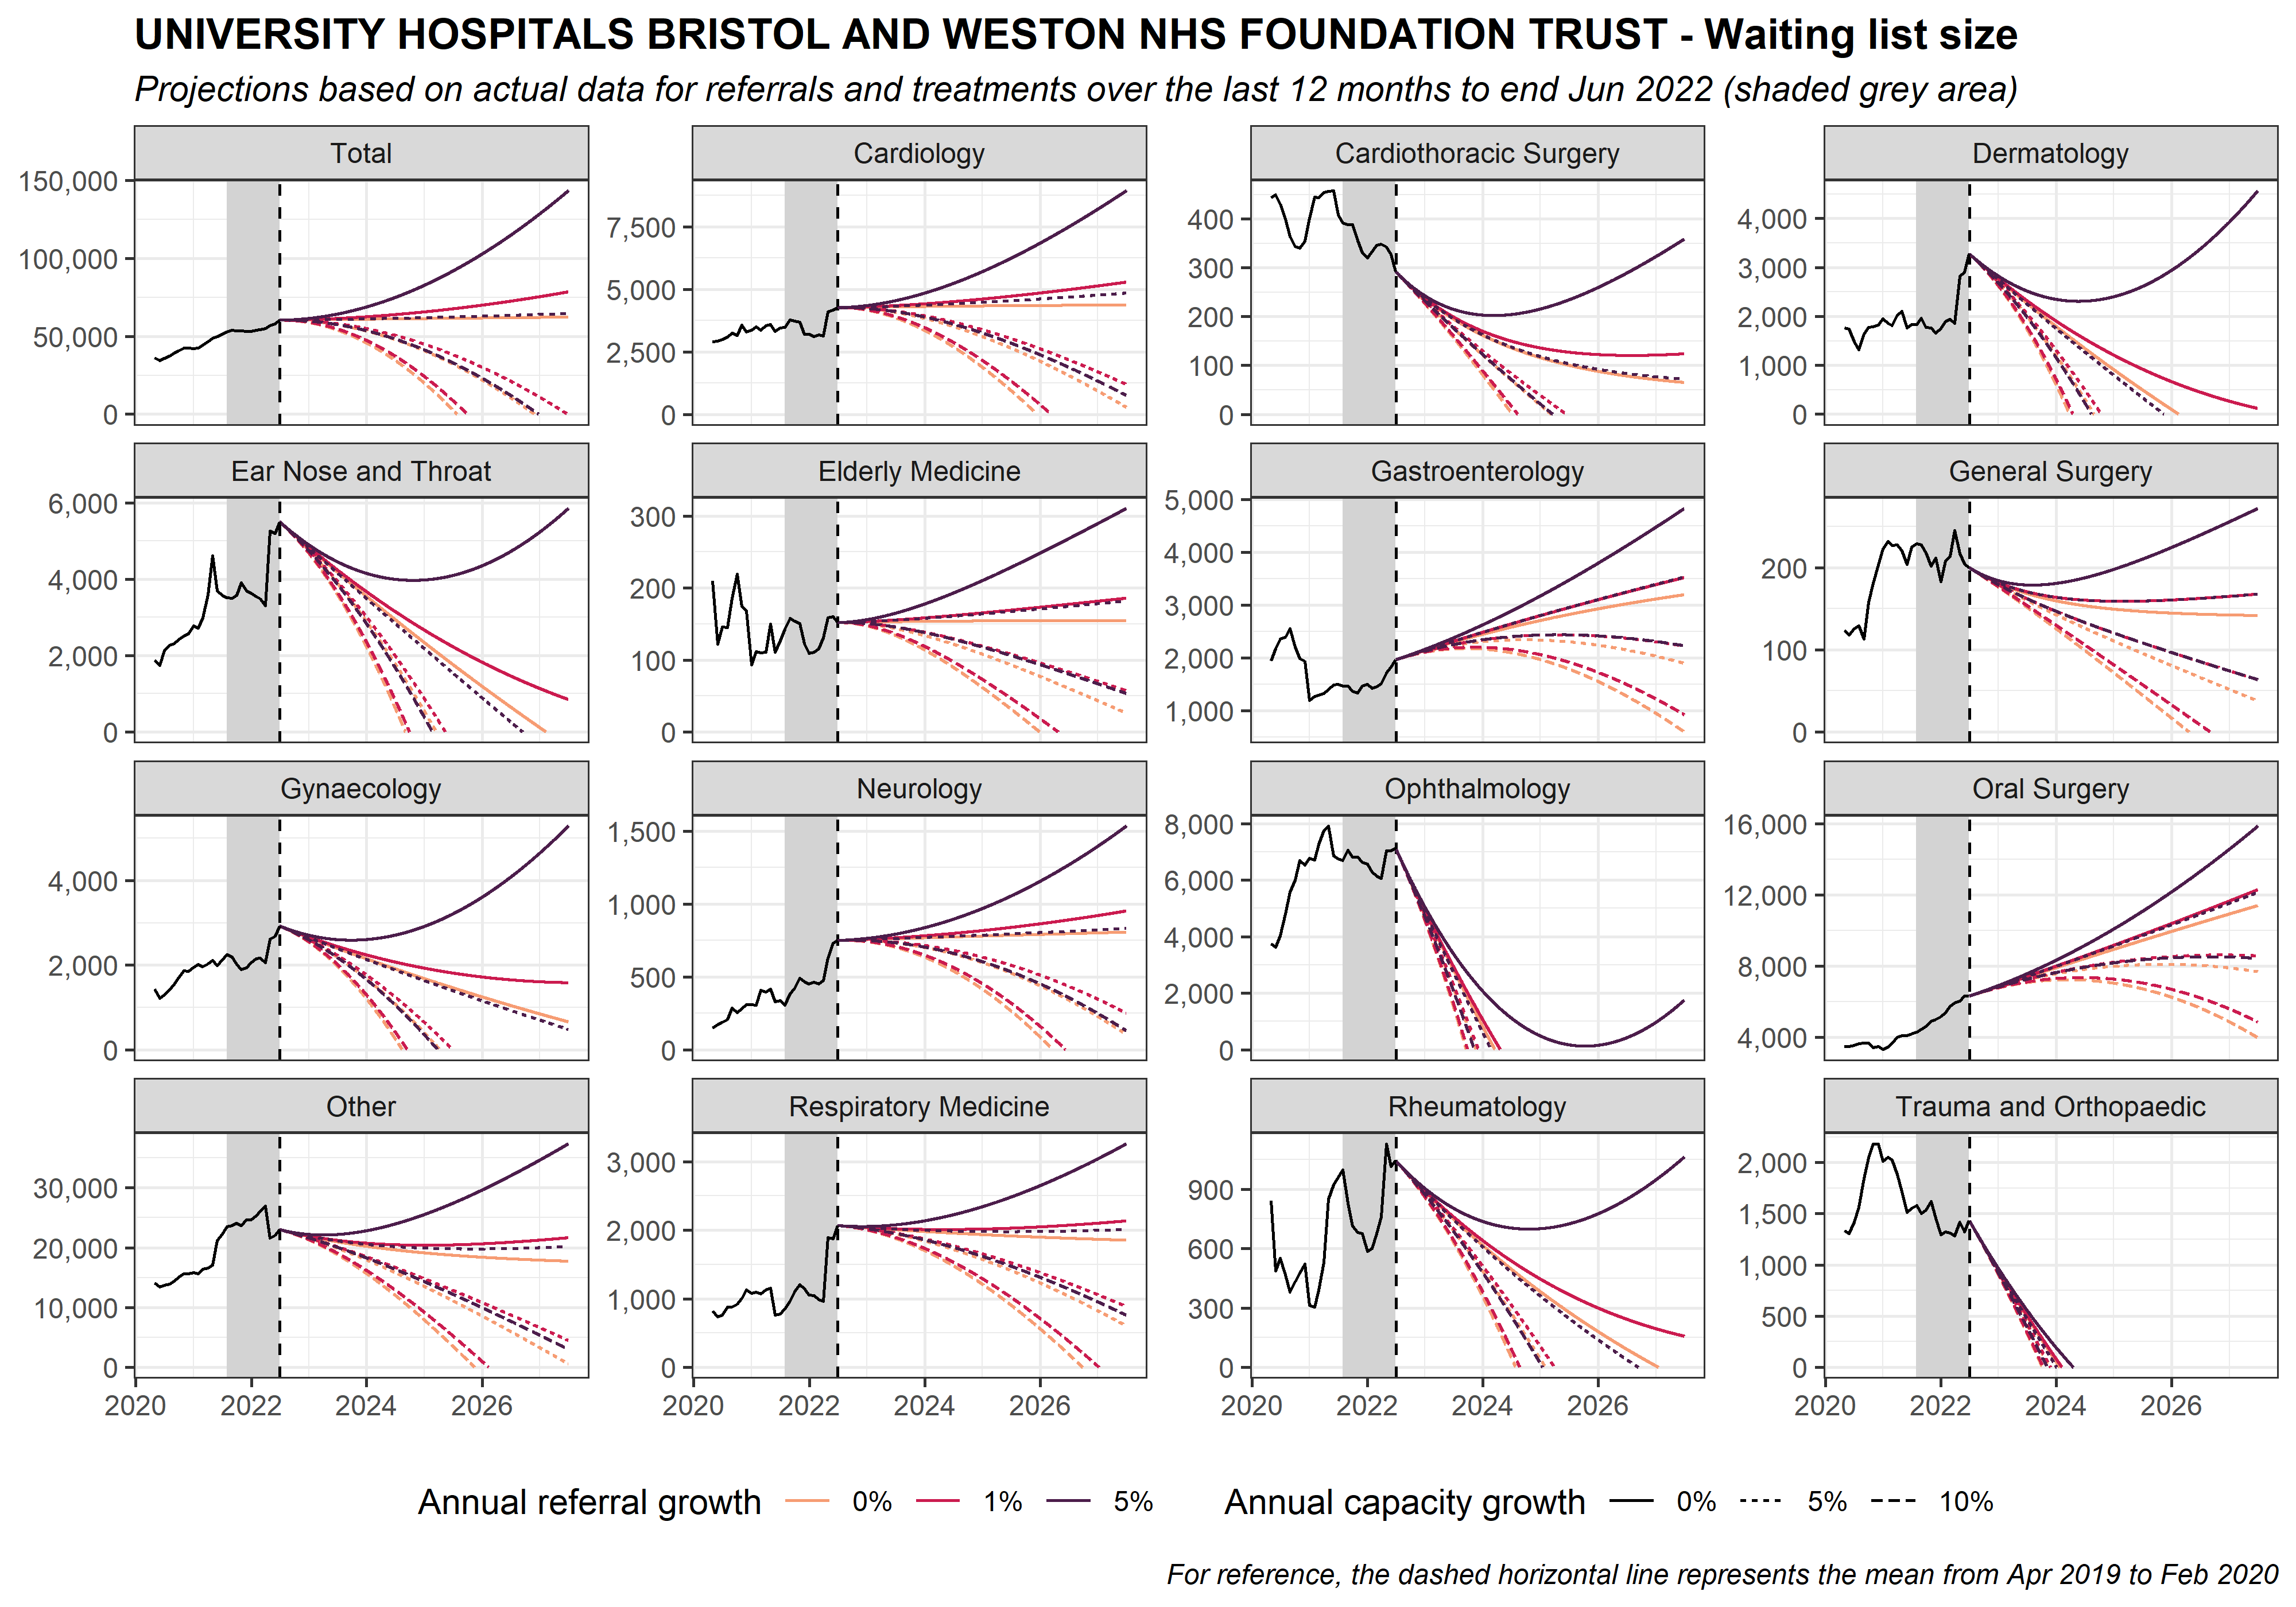 UNIVERSITY HOSPITALS BRISTOL AND WESTON NHS FOUNDATION TRUST - Waiting list size
Projections based on actual data for referrals and treatments over the last 12 months to end Jun 2022 (shaded grey area)
Total
150,000
100,000
50,000
0
Cardiology
7,500
5,000
2,500
0
Cardiothoracic Surgery
400
300
200
100
0
Dermatology
4,000
3,000
2,000
1,000
0
Ear Nose and Throat
6,000
4,000
2,000
0
Elderly Medicine
300
200
100
0
Gastroenterology
5,000
4,000
3,000
2,000
1,000
General Surgery
200
100
0
Gynaecology
4,000
2,000
0
Neurology
1,500
1,000
500
0
Ophthalmology
8,000
6,000
4,000
2,000
0
Oral Surgery
16,000
12,000
8,000
4,000
Other
30,000
20,000
10,000
0
2020 2022 2024 2026
Respiratory Medicine
3,000
2,000
1,000
0
2020 2022 2024 2026
Rheumatology
900
600
300
0
2020 2022 2024 2026
Trauma and Orthopaedic
2,000
1,500
1,000
500
0
2020 2022 2024 2026
Annual referral growth 0% 1% 5% Annual capacity growth 0% 5% 10%
For reference, the dashed horizontal line represents the mean from Apr 2019 to Feb 2020